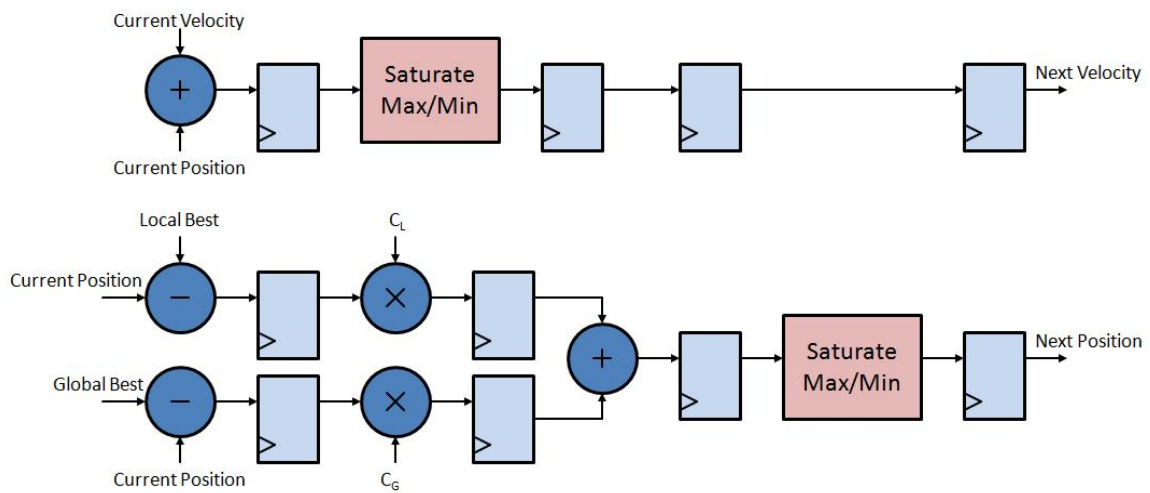 Current Velocity
+
Saturate
Max/Min
Next Velocity
Current Position
Local Best
C_L
Current Position
−
×
Global Best
−
×
+
Saturate
Max/Min
Next Position
Current Position
C_G